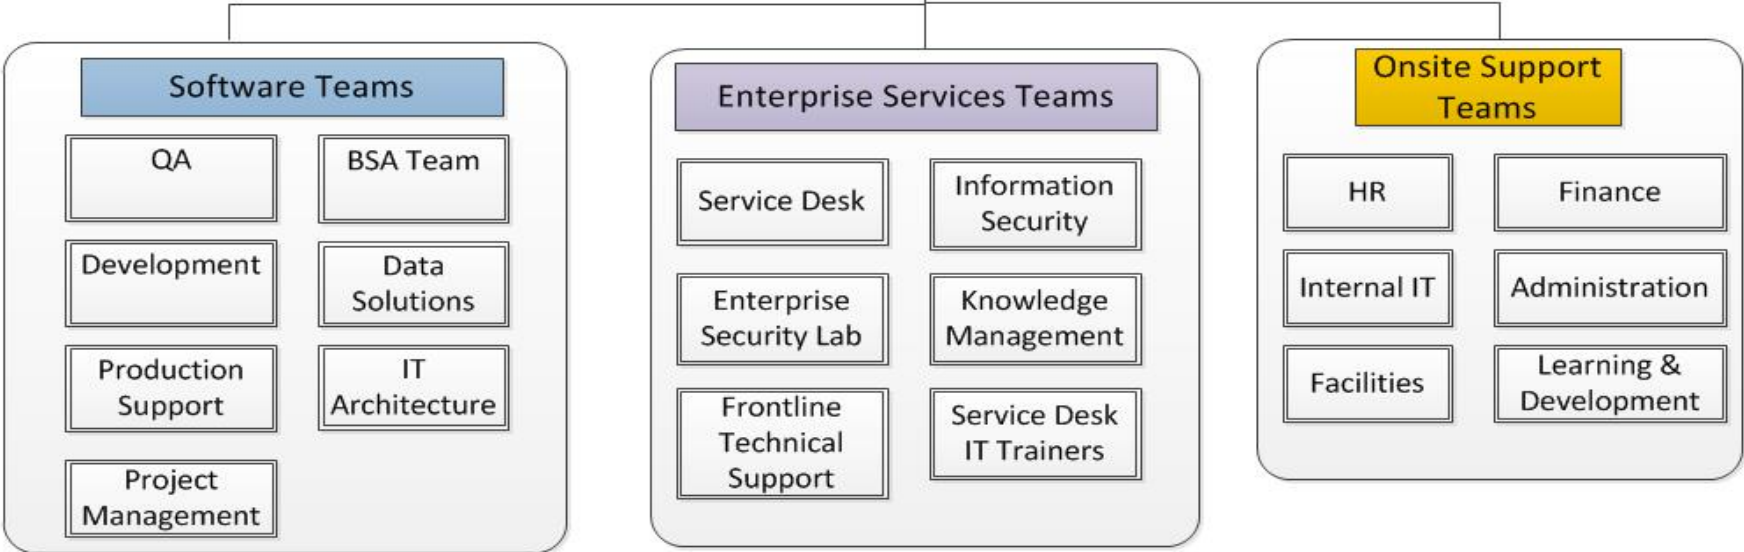 Software Teams
QA
BSA Team
Development
Data
Solutions
Production
Support
IT
Architecture
Project
Management
Enterprise Services Teams
Service Desk
Information
Security
Enterprise
Security Lab
Knowledge
Management
Frontline
Technical
Support
Service Desk
IT Trainers
Onsite Support
Teams
HR
Finance
Internal IT
Administration
Facilities
Learning &
Development